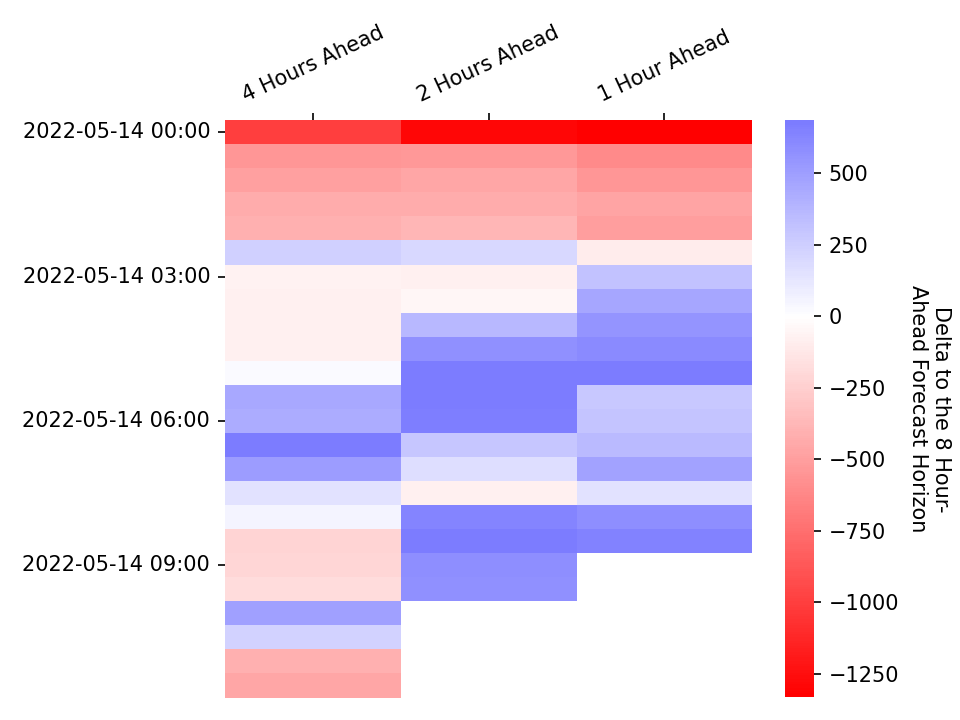 4 Hours Ahead
2 Hours Ahead
1 Hour Ahead
2022-05-14 00:00
2022-05-14 03:00
2022-05-14 06:00
2022-05-14 09:00
500
250
0
−250
−500
−750
−1000
−1250
Delta to the 8 Hour-
Ahead Forecast Horizon